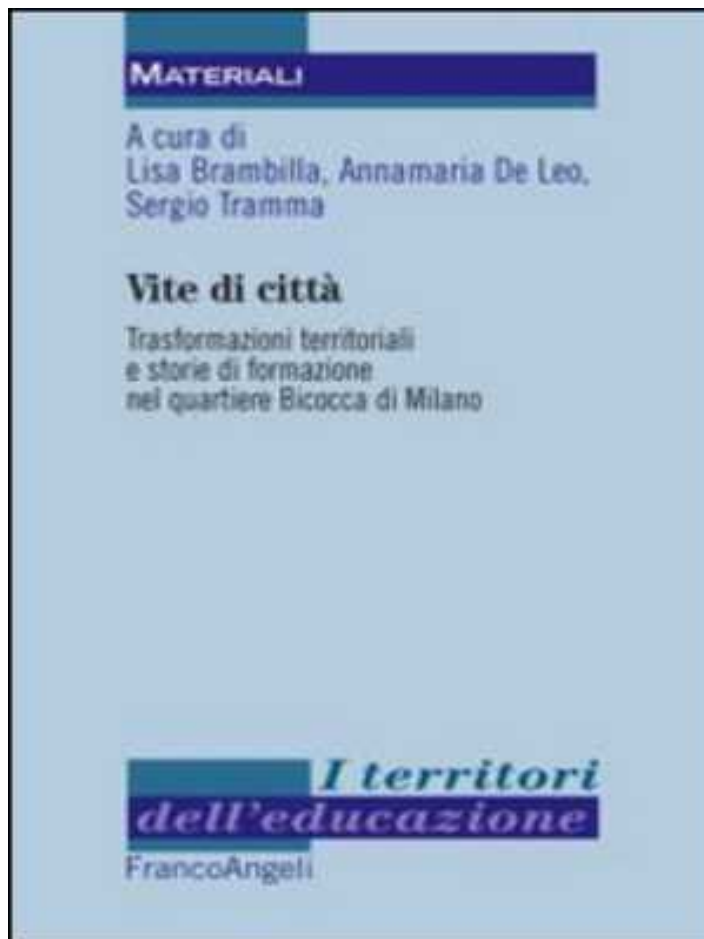 MATERIALI
A cura di
Lisa Brambilla, Annamaria De Leo,
Sergio Tramma
Vite di città
Trasformazioni territoriali
e storie di formazione
nel quartiere Bicocca di Milano
I territori
dell'educazione
FrancoAngeli